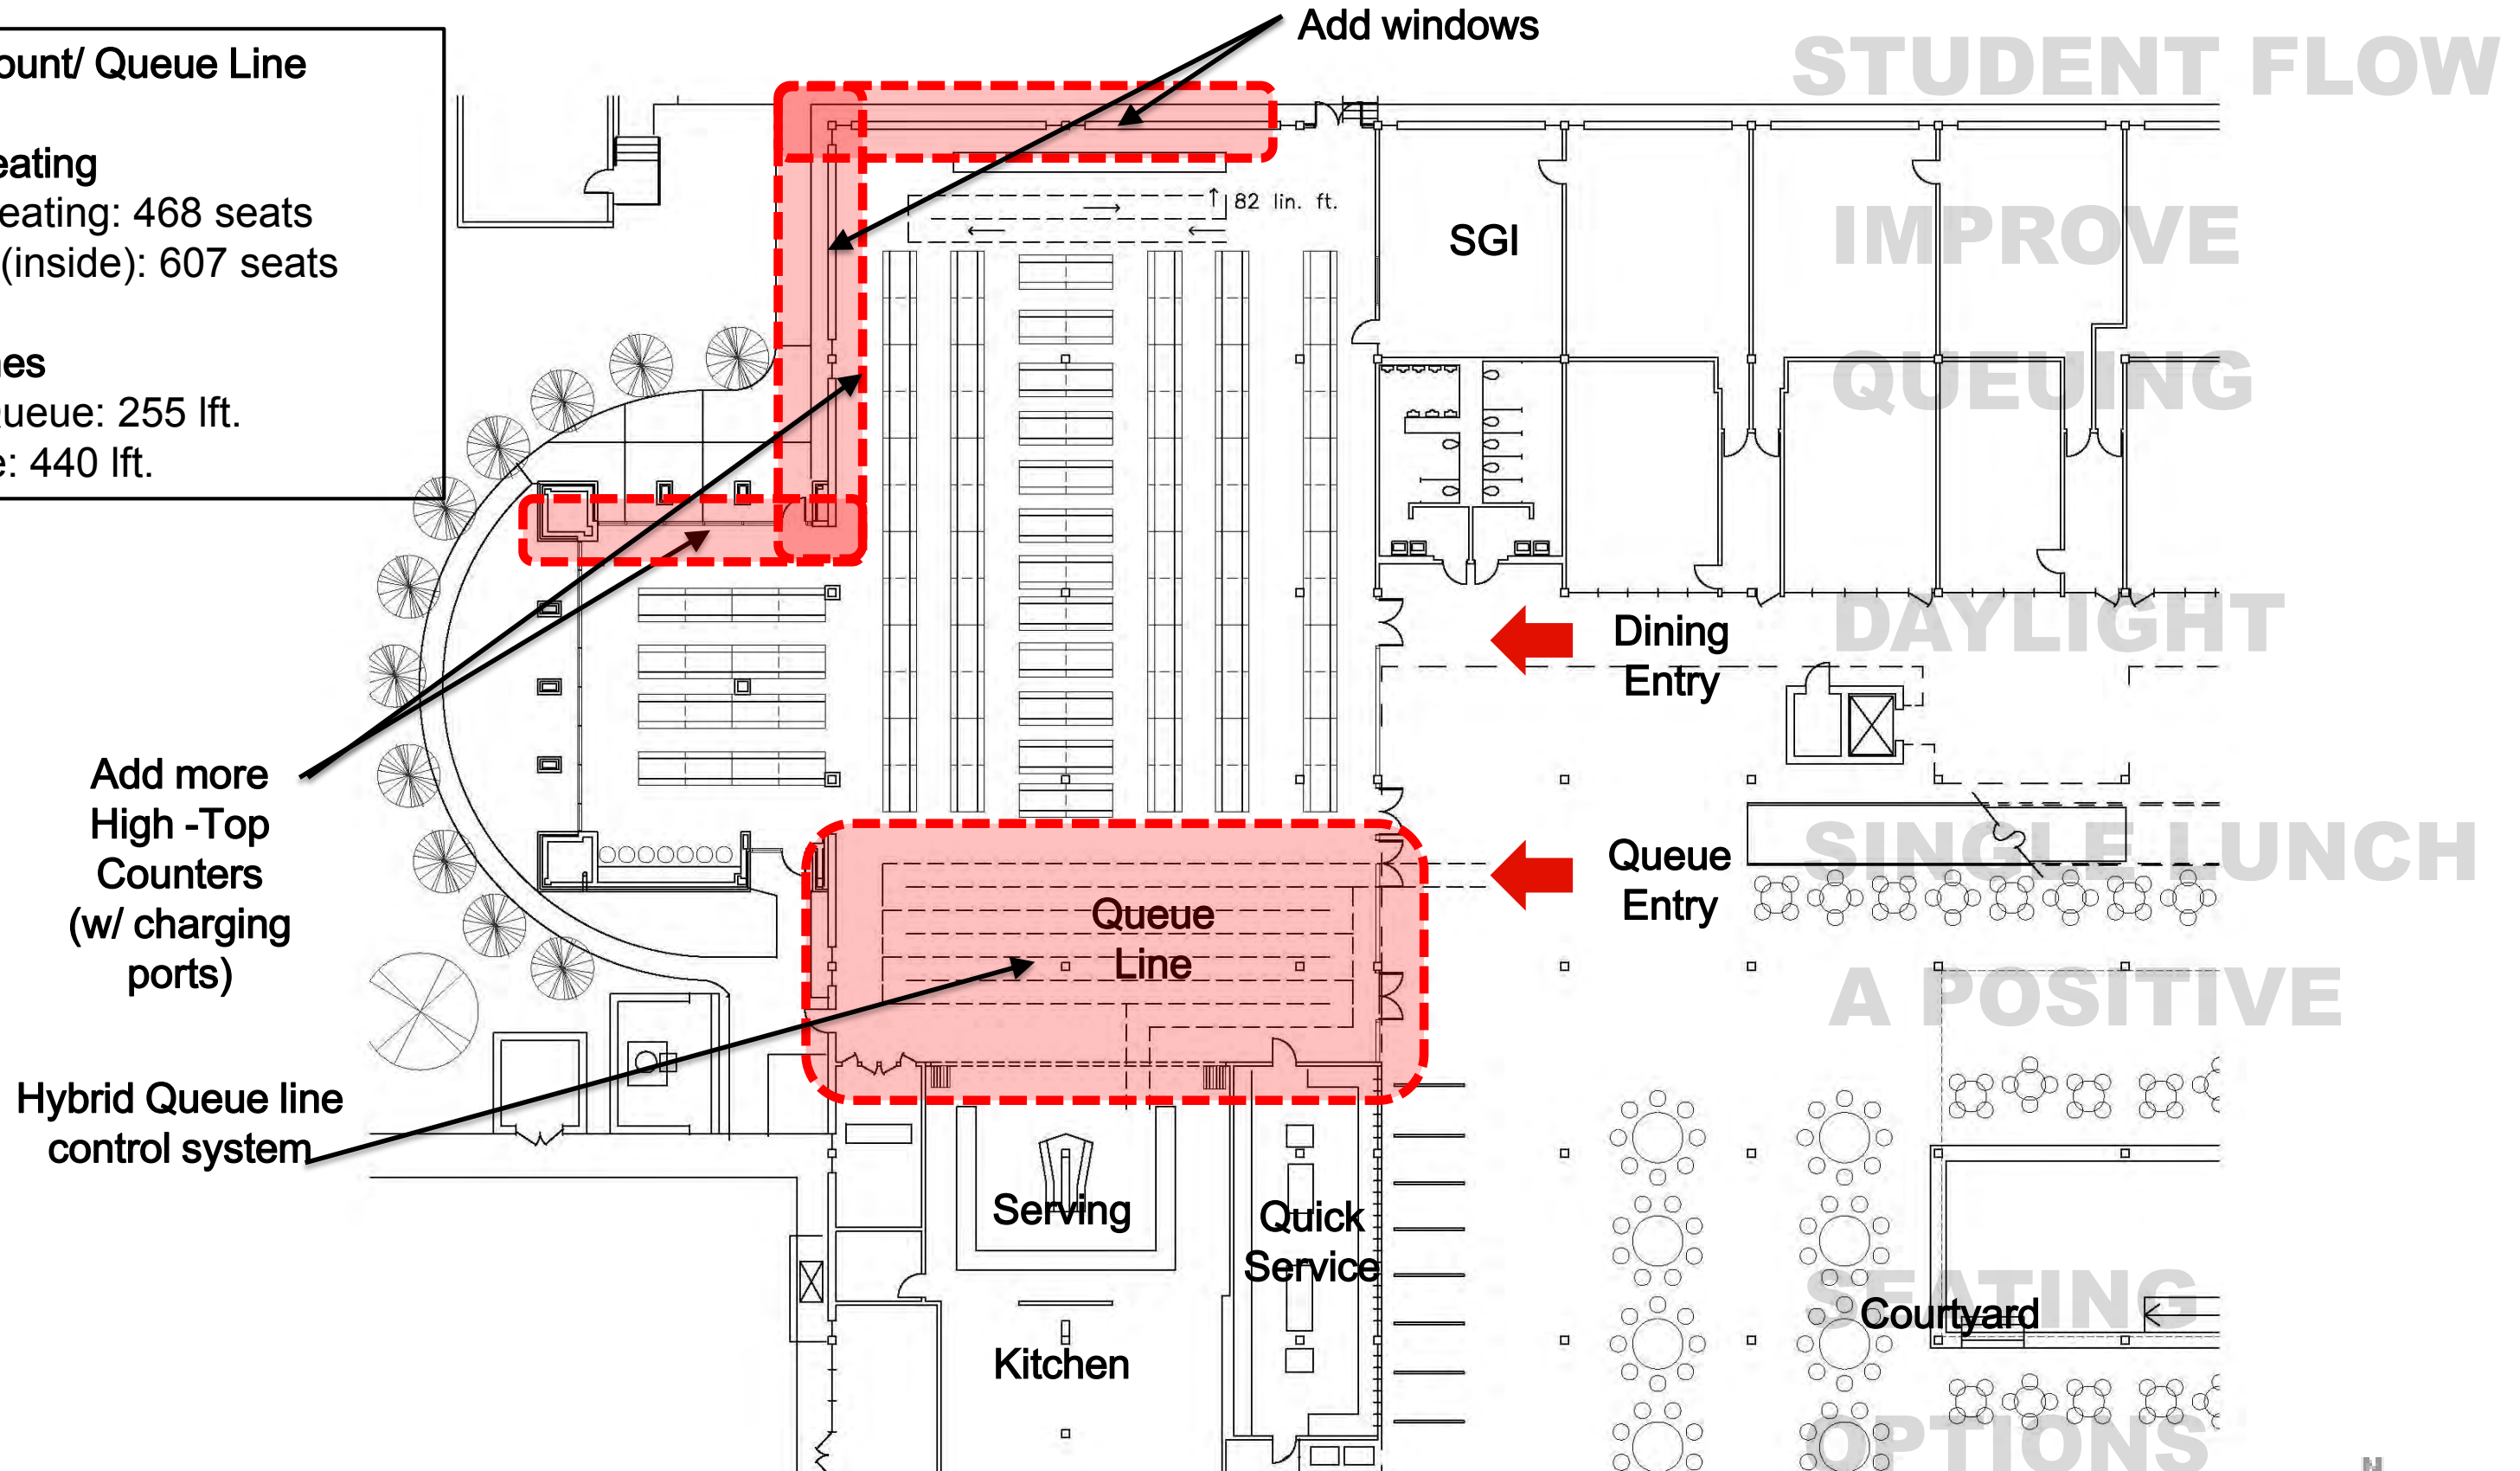 ount/ Queue Line
eating
eating: 468 seats
(inside): 607 seats
nes
ueue: 255 lft.
e: 440 lft.
Add windows
STUDENT FLOW
IMPROVE
QUEUING
DAYLIGHT
SINGLE LUNCH
A POSITIVE
SEATING
OPTIONS
82 lin. ft.
SGI
Dining
Entry
Queue
Entry
Add more
High -Top
Counters
(w/ charging
ports)
Queue
Line
Hybrid Queue line
control system
Serving
Quick
Service
Kitchen
Courtyard
N